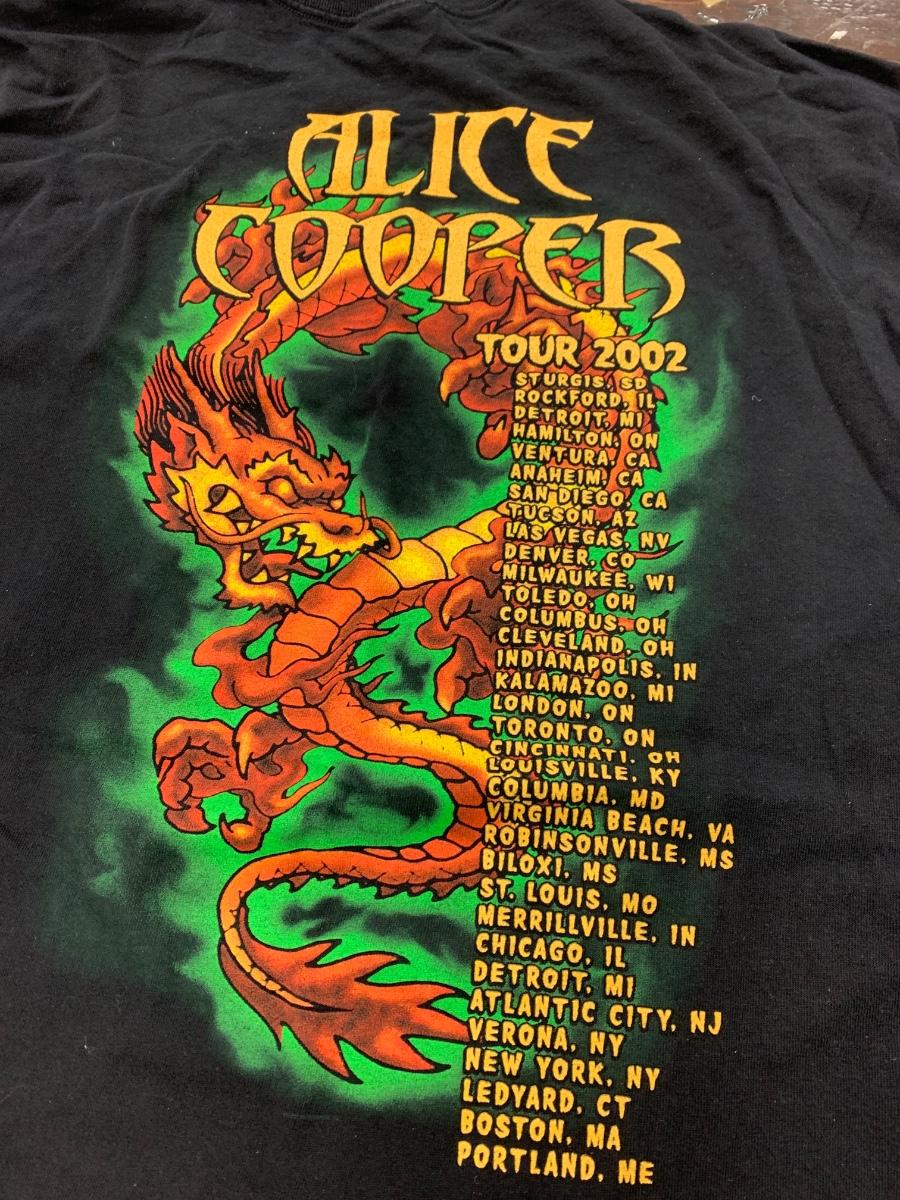 ALICE
COOPER
TOUR 2002
STURGIS, SD
ROCKFORD, IL
DETROIT, MI
HAMILTON, ON
VENTURA, CA
ANAHEIM, CA
SAN DIEGO, CA
TUCSON, AZ
LAS VEGAS, NV
DENVER, CO
MILWAUKEE, WI
TOLEDO, OH
COLUMBUS, OH
CLEVELAND, OH
INDIANAPOLIS, IN
KALAMAZOO, MI
LONDON, ON
TORONTO, ON
CINCINNATI, OH
LOUISVILLE, KY
COLUMBIA, MD
VIRGINIA BEACH, VA
ROBINSONVILLE, MS
BILOXI, MS
ST. LOUIS, MO
MERRILLVILLE, IN
CHICAGO, IL
DETROIT, MI
ATLANTIC CITY, NJ
VERONA, NY
NEW YORK, NY
LEDYARD, CT
BOSTON, MA
PORTLAND, ME